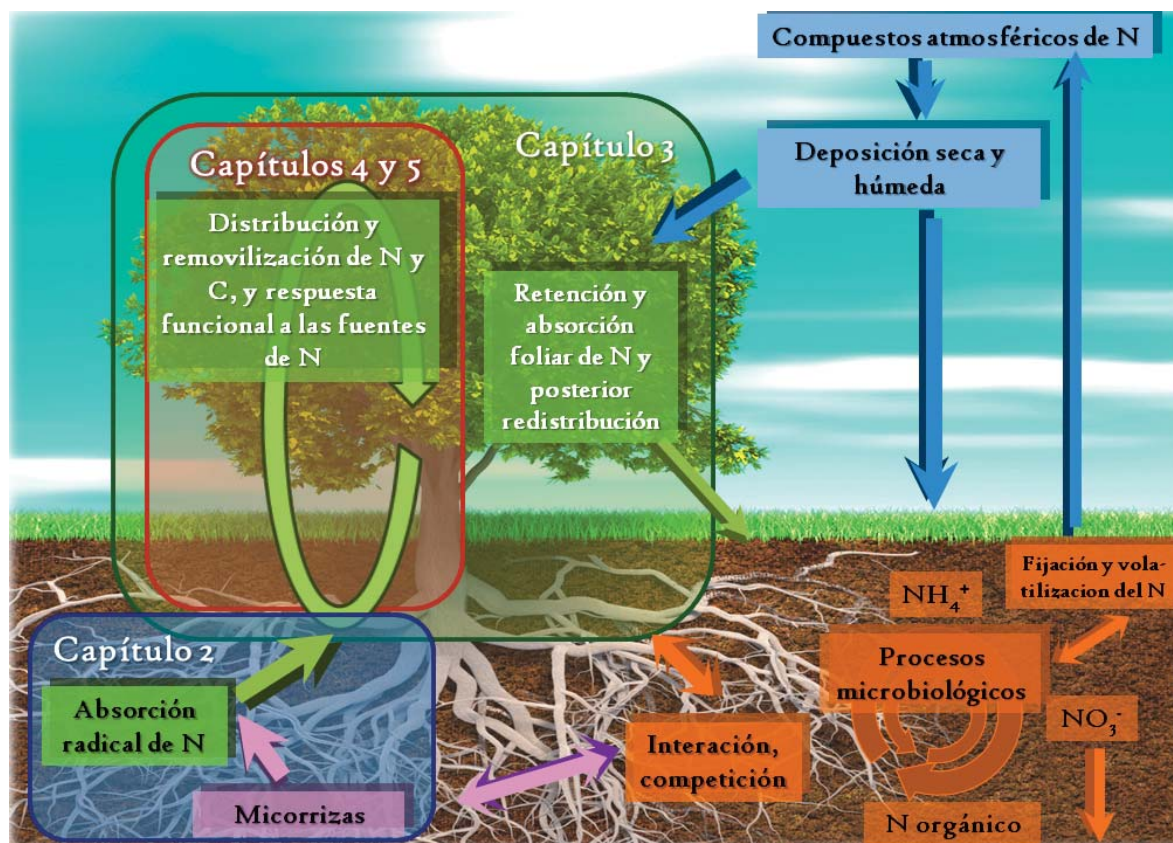 Compuestos atmosféricos de N
Deposición seca y
húmeda
Capítulo 3
Capítulos 4 y 5
Distribución y
removilización de N y
C, y respuesta
funcional a las fuentes
de N
Retención y
absorción
foliar de N y
posterior
redistribución
Fijación y vola-
tilizacion del N
NH₄⁺
Capítulo 2
Procesos
microbiológicos
Absorción
radical de N
NO₃⁻
Interación,
competición
Micorrizas
N orgánico